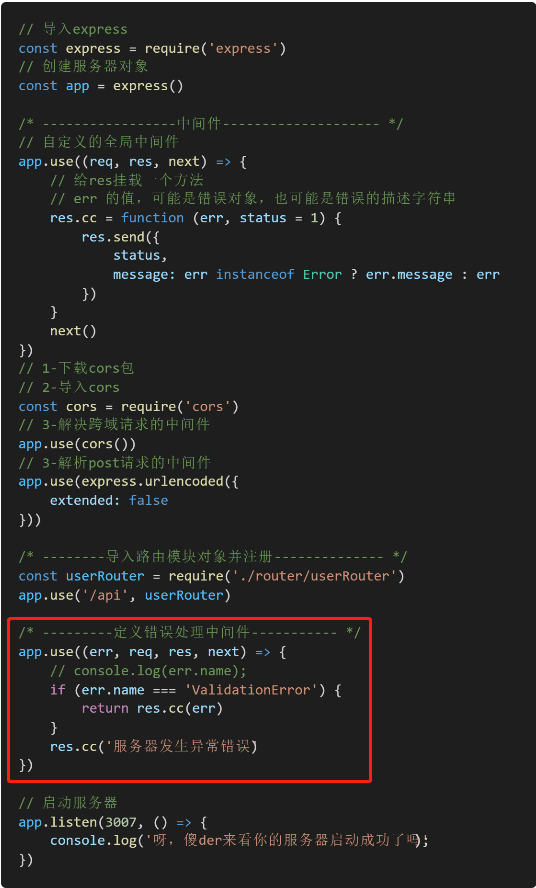 // 导入express
const express = require('express')
// 创建服务器对象
const app = express()
/* -----------------中间件-------------------- */
// 自定义的全局中间件
app.use((req, res, next) => {
// 给res挂载一个方法
// err 的值，可能是错误对象，也可能是错误的描述字符串
res.cc = function (err, status = 1) {
res.send({
status,
message: err instanceof Error ? err.message : err
})
}
next()
})
// 1-下载cors包
// 2-导入cors
const cors = require('cors')
// 3-解决跨域请求的中间件
app.use(cors())
// 3-解析post请求的中间件
app.use(express.urlencoded({
extended: false
}))
/* --------导入路由模块对象并注册-------------- */
const userRouter = require('./router/userRouter')
app.use('/api', userRouter)
/* ---------定义错误处理中间件----------- */
app.use((err, req, res, next) => {
// console.log(err.name);
if (err.name === 'ValidationError') {
return res.cc(err)
}
res.cc('服务器发生异常错误)
})
// 启动服务器
app.listen(3007, () => {
console.log('呀，傻der来看你的服务器启动成功了吗);
})